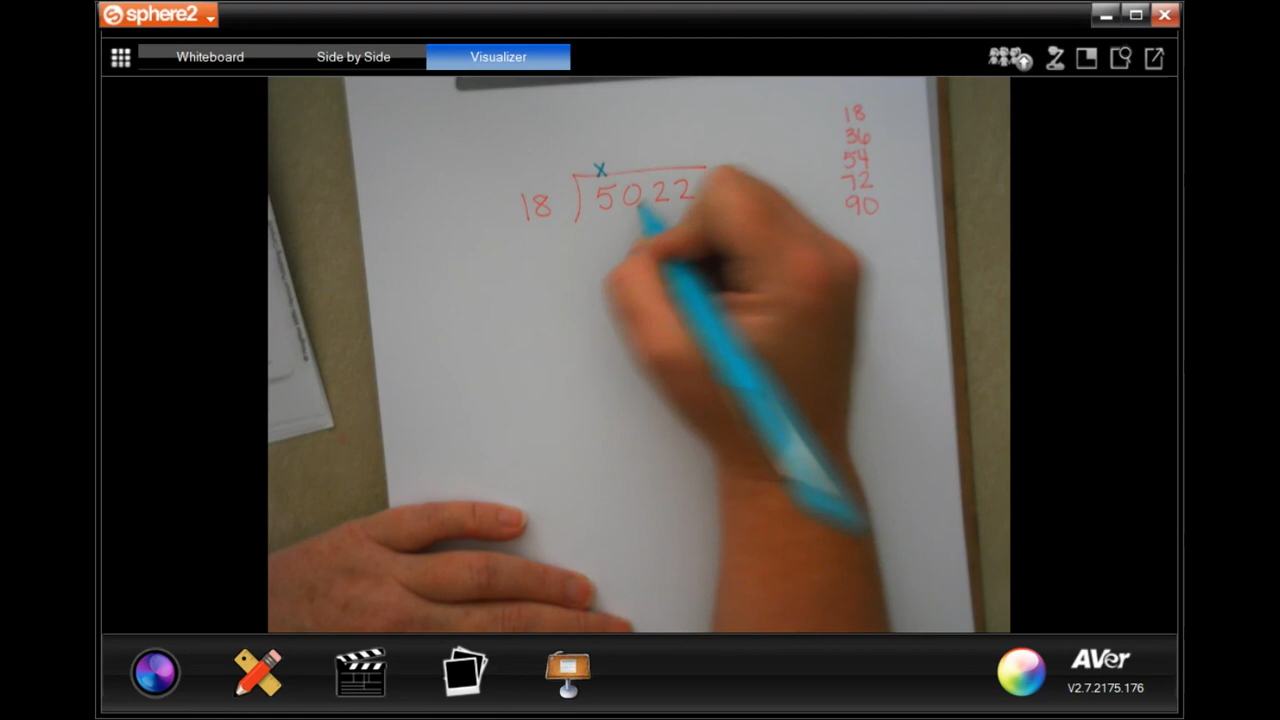 sphere2
Whiteboard
Side by Side
Visualizer
x
18 ) 5022
18
36
54
72
90
AVer
V2.7.2175.176